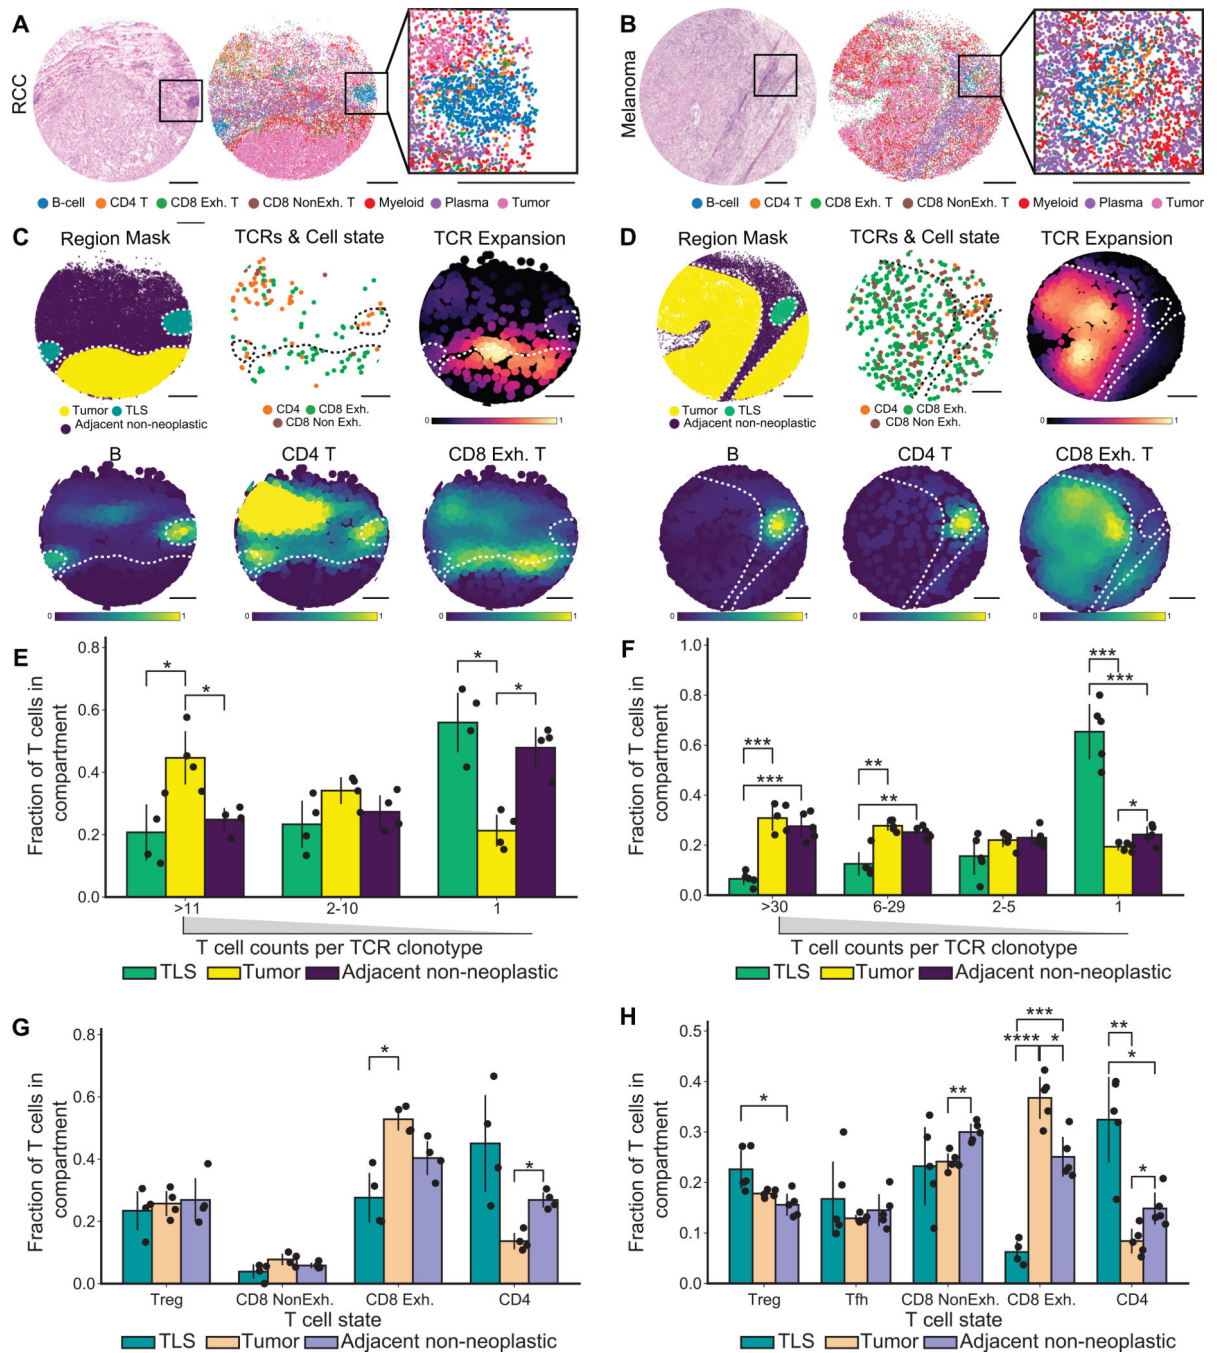 A
RCC
B-cell CD4 T CD8 Exh. T CD8 NonExh. T Myeloid Plasma Tumor
B
Melanoma
B-cell CD4 T CD8 Exh. T CD8 NonExh. T Myeloid Plasma Tumor
C
Region Mask TCRs & Cell state TCR Expansion
Tumor TLS
Adjacent non-neoplastic
CD4 CD8 Exh.
CD8 Non Exh.
0 1
B CD4 T CD8 Exh. T
0 1 0 1 0 1
D
Region Mask TCRs & Cell state TCR Expansion
Tumor TLS
Adjacent non-neoplastic
CD4 CD8 Exh.
CD8 Non Exh.
0 1
B CD4 T CD8 Exh. T
0 1 0 1 0 1
E
Fraction of T cells in
compartment
0.8
0.6
0.4
0.2
0.0
* * * *
>11 2-10 1
T cell counts per TCR clonotype
TLS Tumor Adjacent non-neoplastic
F
Fraction of T cells in
compartment
1.0
0.8
0.6
0.4
0.2
0.0
*** *** ** ** *** *** *
>30 6-29 2-5 1
T cell counts per TCR clonotype
TLS Tumor Adjacent non-neoplastic
G
Fraction of T cells in
compartment
0.8
0.6
0.4
0.2
0.0
* *
Treg CD8 NonExh. CD8 Exh. CD4
T cell state
TLS Tumor Adjacent non-neoplastic
H
Fraction of T cells in
compartment
0.5
0.4
0.3
0.2
0.1
0.0
* ** **** *** * ** * *
Treg Tfh CD8 NonExh. CD8 Exh. CD4
T cell state
TLS Tumor Adjacent non-neoplastic